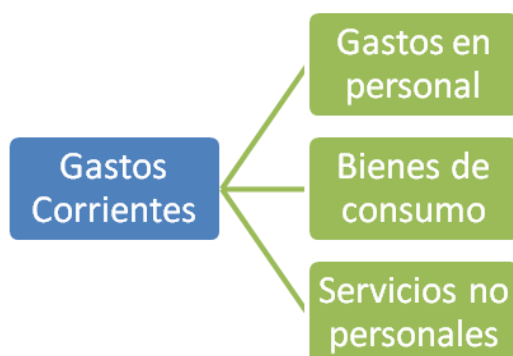 Gastos
Corrientes
Gastos en
personal
Bienes de
consumo
Servicios no
personales